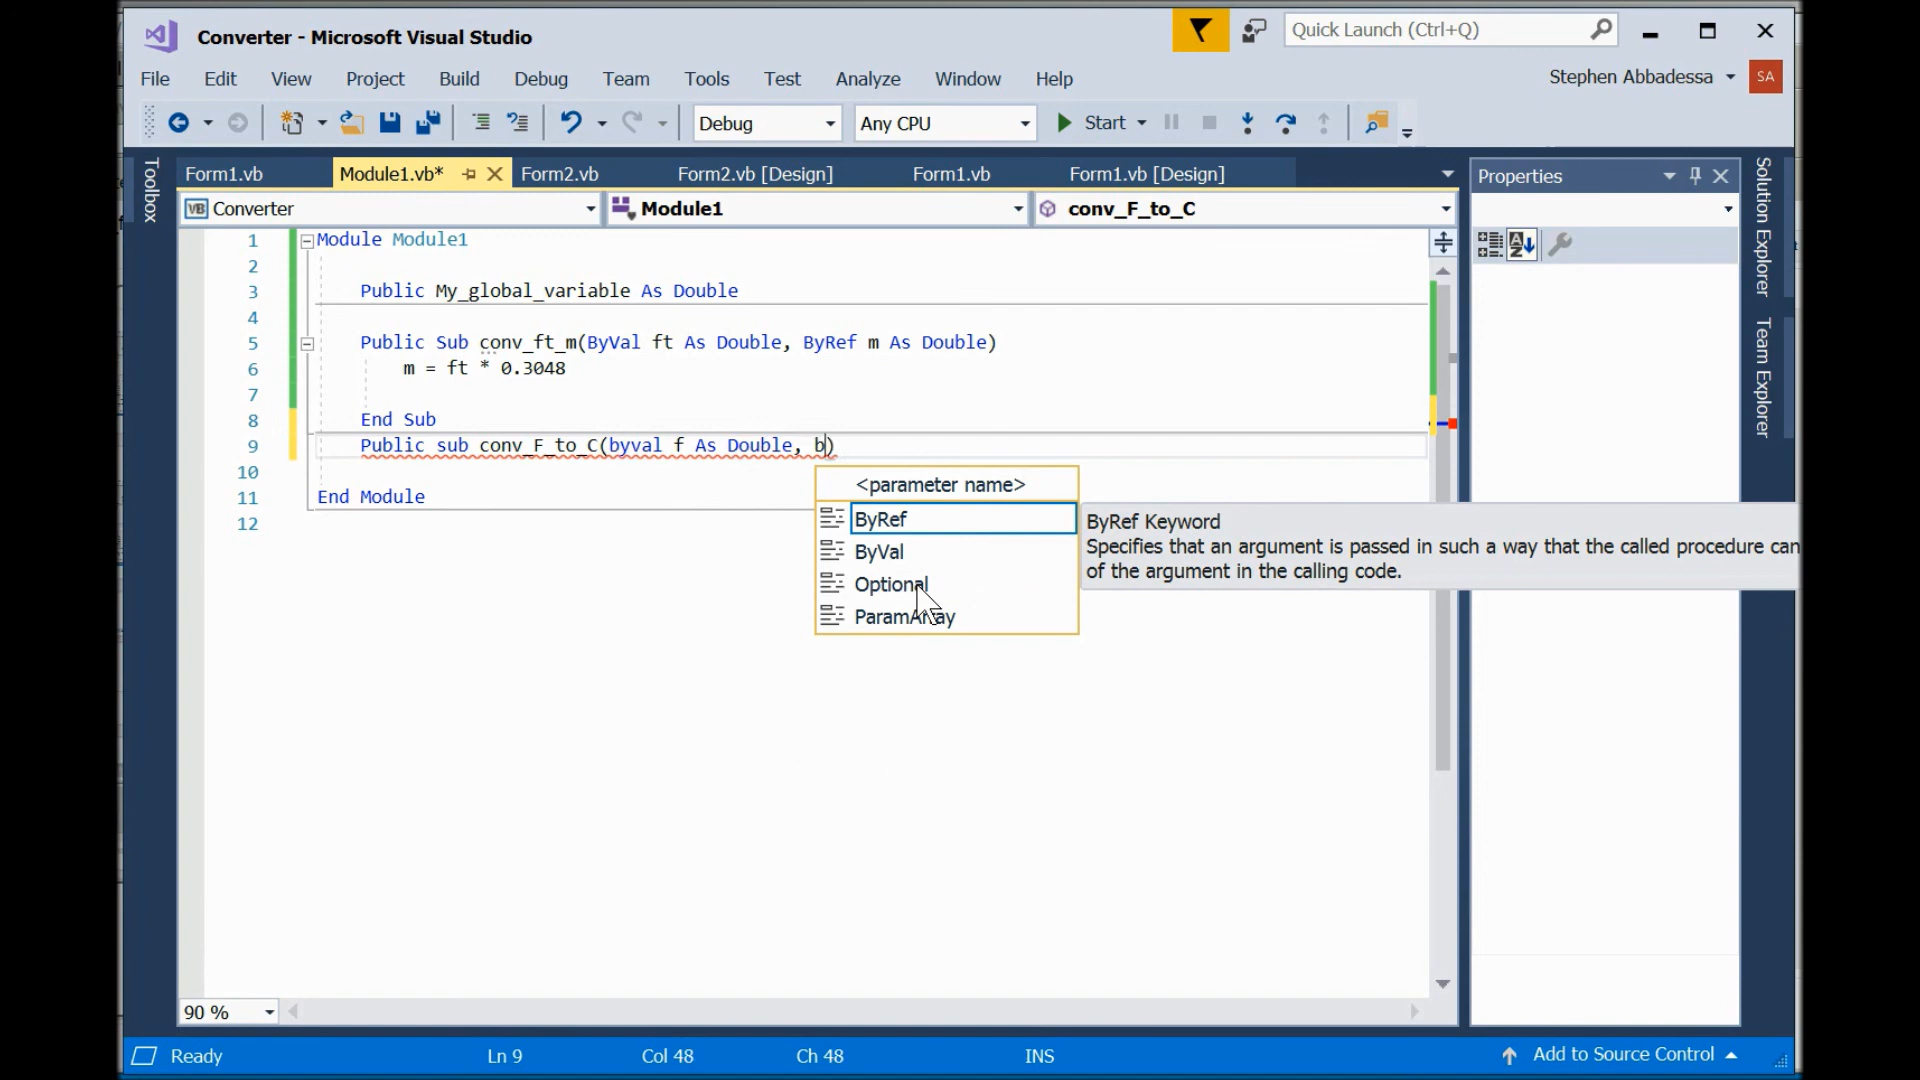 Converter - Microsoft Visual Studio
Quick Launch (Ctrl+Q)
File Edit View Project Build Debug Team Tools Test Analyze Window Help
Stephen Abbadessa SA
Debug Any CPU Start
Toolbox
Form1.vb Module1.vb* Form2.vb Form2.vb [Design] Form1.vb Form1.vb [Design]
Properties
Solution Explorer
Team Explorer
VB Converter Module1 conv_F_to_C
1 Module Module1
2
3 Public My_global_variable As Double
4
5 Public Sub conv_ft_m(ByVal ft As Double, ByRef m As Double)
6 m = ft * 0.3048
7
8 End Sub
9 Public sub conv_F_to_C(byval f As Double, b)
10
11 End Module
12
<parameter name>
ByRef
ByVal
Optional
ParamArray
ByRef Keyword
Specifies that an argument is passed in such a way that the called procedure can
of the argument in the calling code.
90 %
Ready Ln 9 Col 48 Ch 48 INS Add to Source Control